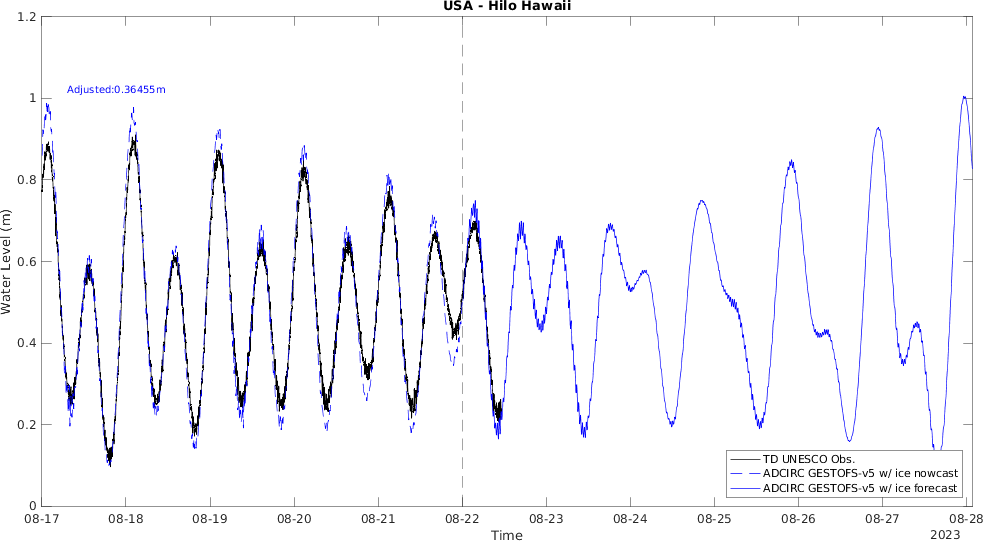 USA - Hilo Hawaii
1.2
Adjusted:0.36455m
1
0.8
0.6
0.4
0.2
0
Water Level (m)
TD UNESCO Obs.
ADCIRC GESTOFS-v5 w/ ice nowcast
ADCIRC GESTOFS-v5 w/ ice forecast
08-17 08-18 08-19 08-20 08-21 08-22 08-23 08-24 08-25 08-26 08-27 08-28
Time
2023